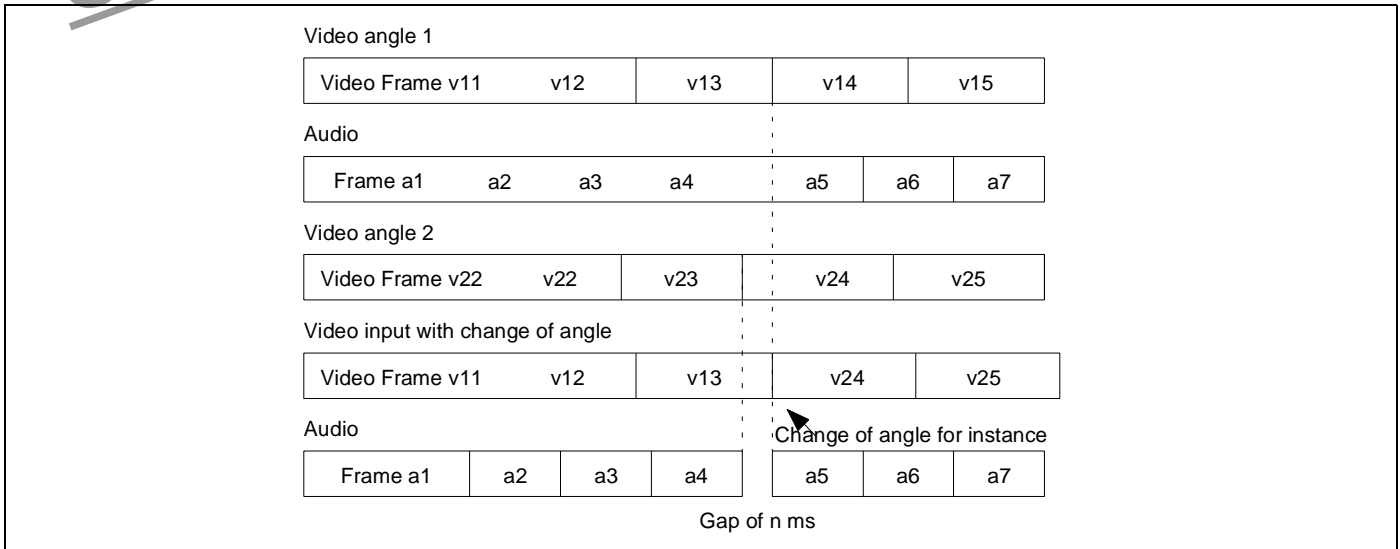 Video angle 1
Video Frame v11 v12 v13 v14 v15
Audio
Frame a1 a2 a3 a4 a5 a6 a7
Video angle 2
Video Frame v22 v22 v23 v24 v25
Video input with change of angle
Video Frame v11 v12 v13 v24 v25
Audio
Change of angle for instance
Frame a1 a2 a3 a4 a5 a6 a7
Gap of n ms